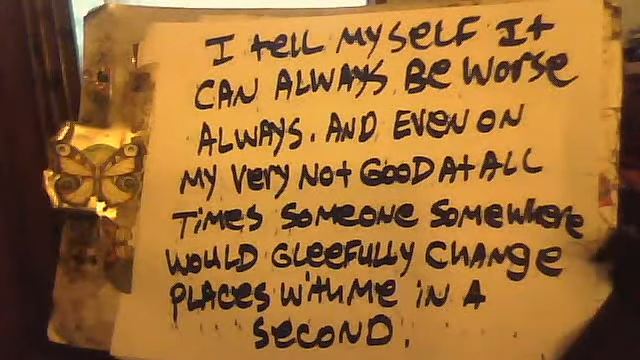 I tell myself It
can always be worse
always. And even on
my very not good at all
times someone somewhere
would gleefully change
places with me in a
second.